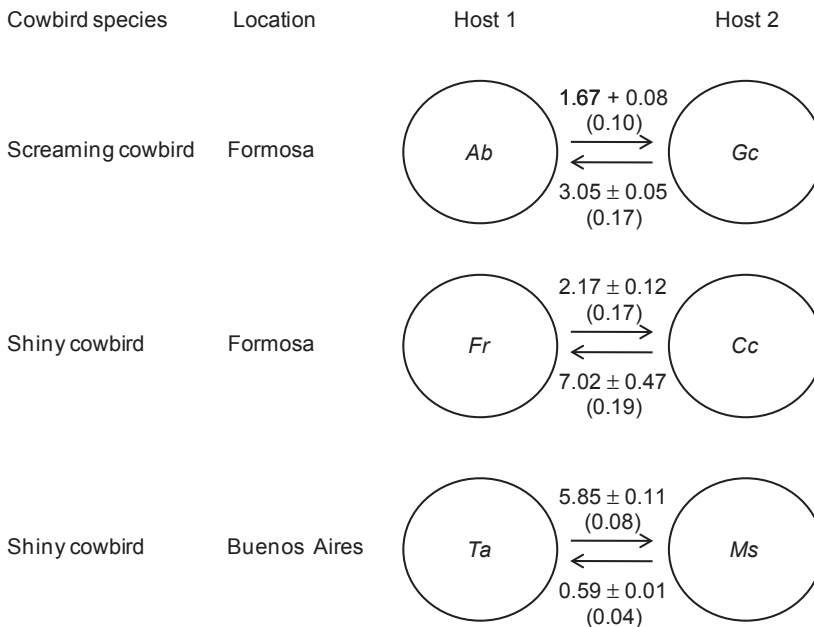 Cowbird species Location Host 1 Host 2
1.67 + 0.08
(0.10)
Screaming cowbird Formosa Ab Gc
3.05 ± 0.05
(0.17)
2.17 ± 0.12
(0.17)
Shiny cowbird Formosa Fr Cc
7.02 ± 0.47
(0.19)
5.85 ± 0.11
(0.08)
Shiny cowbird Buenos Aires Ta Ms
0.59 ± 0.01
(0.04)